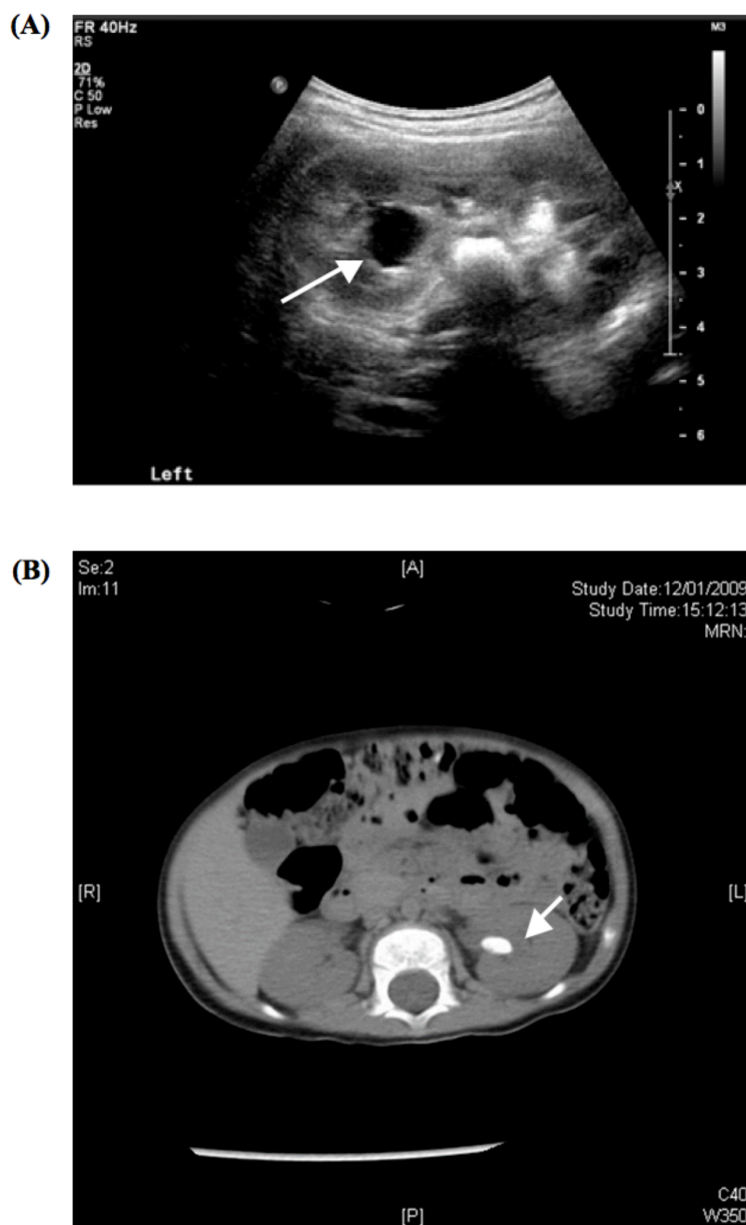 (A)
FR 40Hz
RS
2D
71%
C 50
P Low
Res
M3
P
X
0
1
2
3
4
5
6
Left
(B)
Se:2
Im:11
[A]
Study Date:12/01/2009
Study Time:15:12:13
MRN:
[R]
[L]
[P]
C40
W350